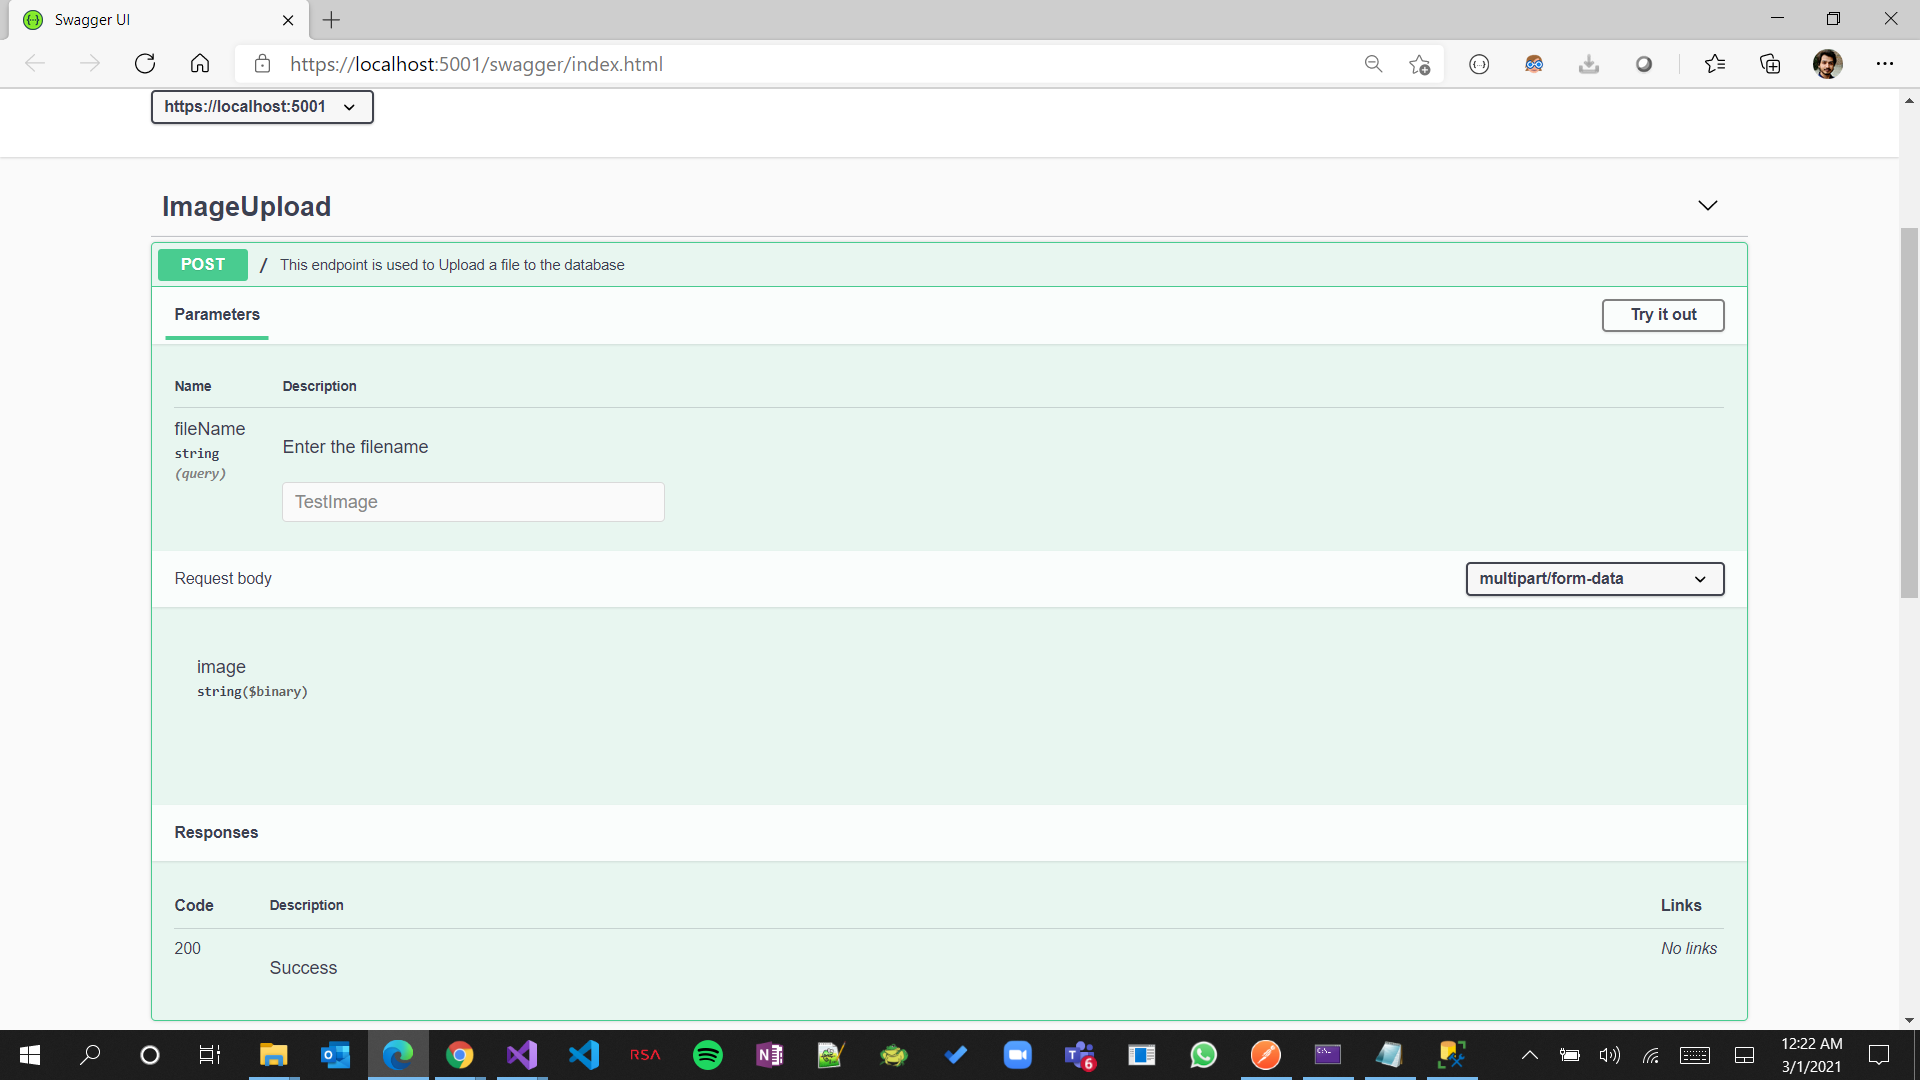 Swagger UI
https://localhost:5001/swagger/index.html
https://localhost:5001
ImageUpload
POST / This endpoint is used to Upload a file to the database
Parameters
Try it out
Name Description
fileName
string
(query)
Enter the filename
TestImage
Request body
multipart/form-data
image
string($binary)
Responses
Code Description Links
200
Success
No links
RSA
6
12:22 AM
3/1/2021